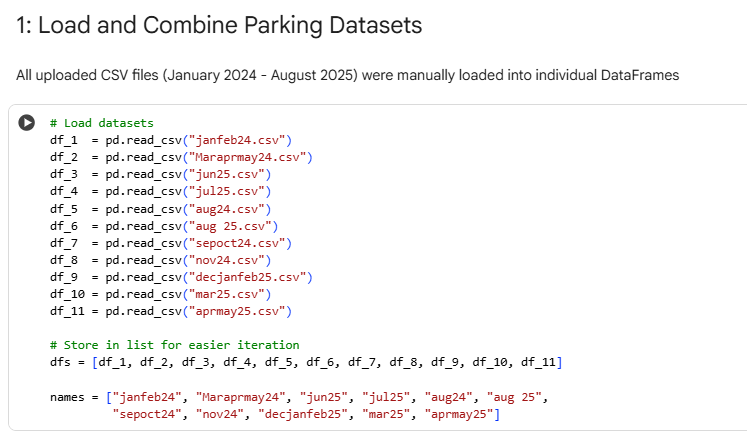 1: Load and Combine Parking Datasets
All uploaded CSV files (January 2024 - August 2025) were manually loaded into individual DataFrames
# Load datasets
df_1  = pd.read_csv("janfeb24.csv")
df_2  = pd.read_csv("Maraprmay24.csv")
df_3  = pd.read_csv("jun25.csv")
df_4  = pd.read_csv("jul25.csv")
df_5  = pd.read_csv("aug24.csv")
df_6  = pd.read_csv("aug 25.csv")
df_7  = pd.read_csv("sepoct24.csv")
df_8  = pd.read_csv("nov24.csv")
df_9  = pd.read_csv("decjanfeb25.csv")
df_10 = pd.read_csv("mar25.csv")
df_11 = pd.read_csv("aprmay25.csv")
# Store in list for easier iteration
dfs = [df_1, df_2, df_3, df_4, df_5, df_6, df_7, df_8, df_9, df_10, df_11]
names = ["janfeb24", "Maraprmay24", "jun25", "jul25", "aug24", "aug 25",
         "sepoct24", "nov24", "decjanfeb25", "mar25", "aprmay25"]